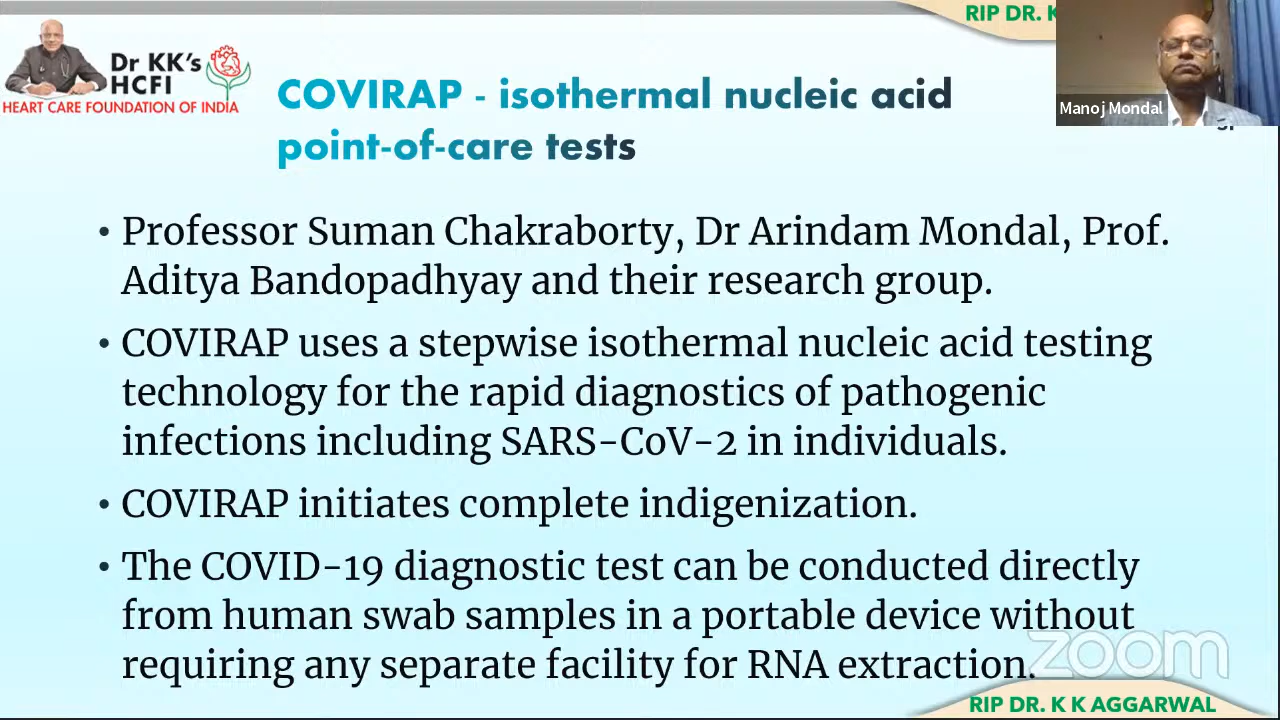 RIP DR. K
Dr KK's
HCFI
HEART CARE FOUNDATION OF INDIA
Manoj Mondal
COVIRAP - isothermal nucleic acid
point-of-care tests
• Professor Suman Chakraborty, Dr Arindam Mondal, Prof.
Aditya Bandopadhyay and their research group.
• COVIRAP uses a stepwise isothermal nucleic acid testing
technology for the rapid diagnostics of pathogenic
infections including SARS-CoV-2 in individuals.
• COVIRAP initiates complete indigenization.
• The COVID-19 diagnostic test can be conducted directly
from human swab samples in a portable device without
requiring any separate facility for RNA extraction.
zoom
RIP DR. K K AGGARWAL